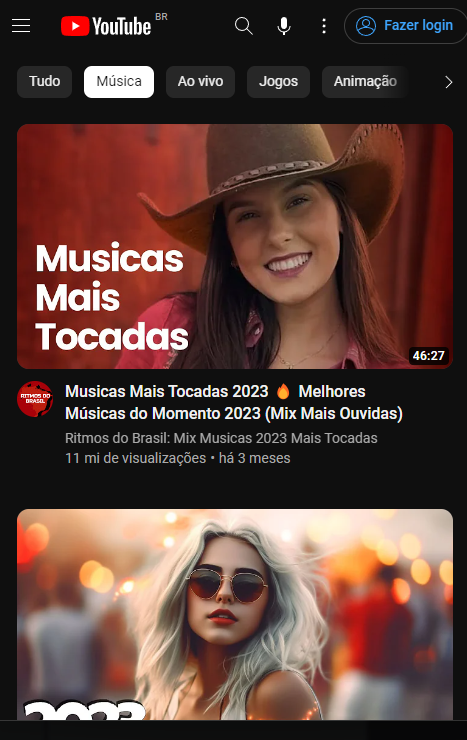 YouTube BR
Fazer login
Tudo Música Ao vivo Jogos Animação
Musicas
Mais
Tocadas
46:27
RITMOS DO
BRASIL
Musicas Mais Tocadas 2023 🔥 Melhores
Músicas do Momento 2023 (Mix Mais Ouvidas)
Ritmos do Brasil: Mix Musicas 2023 Mais Tocadas
11 mi de visualizações • há 3 meses
2023